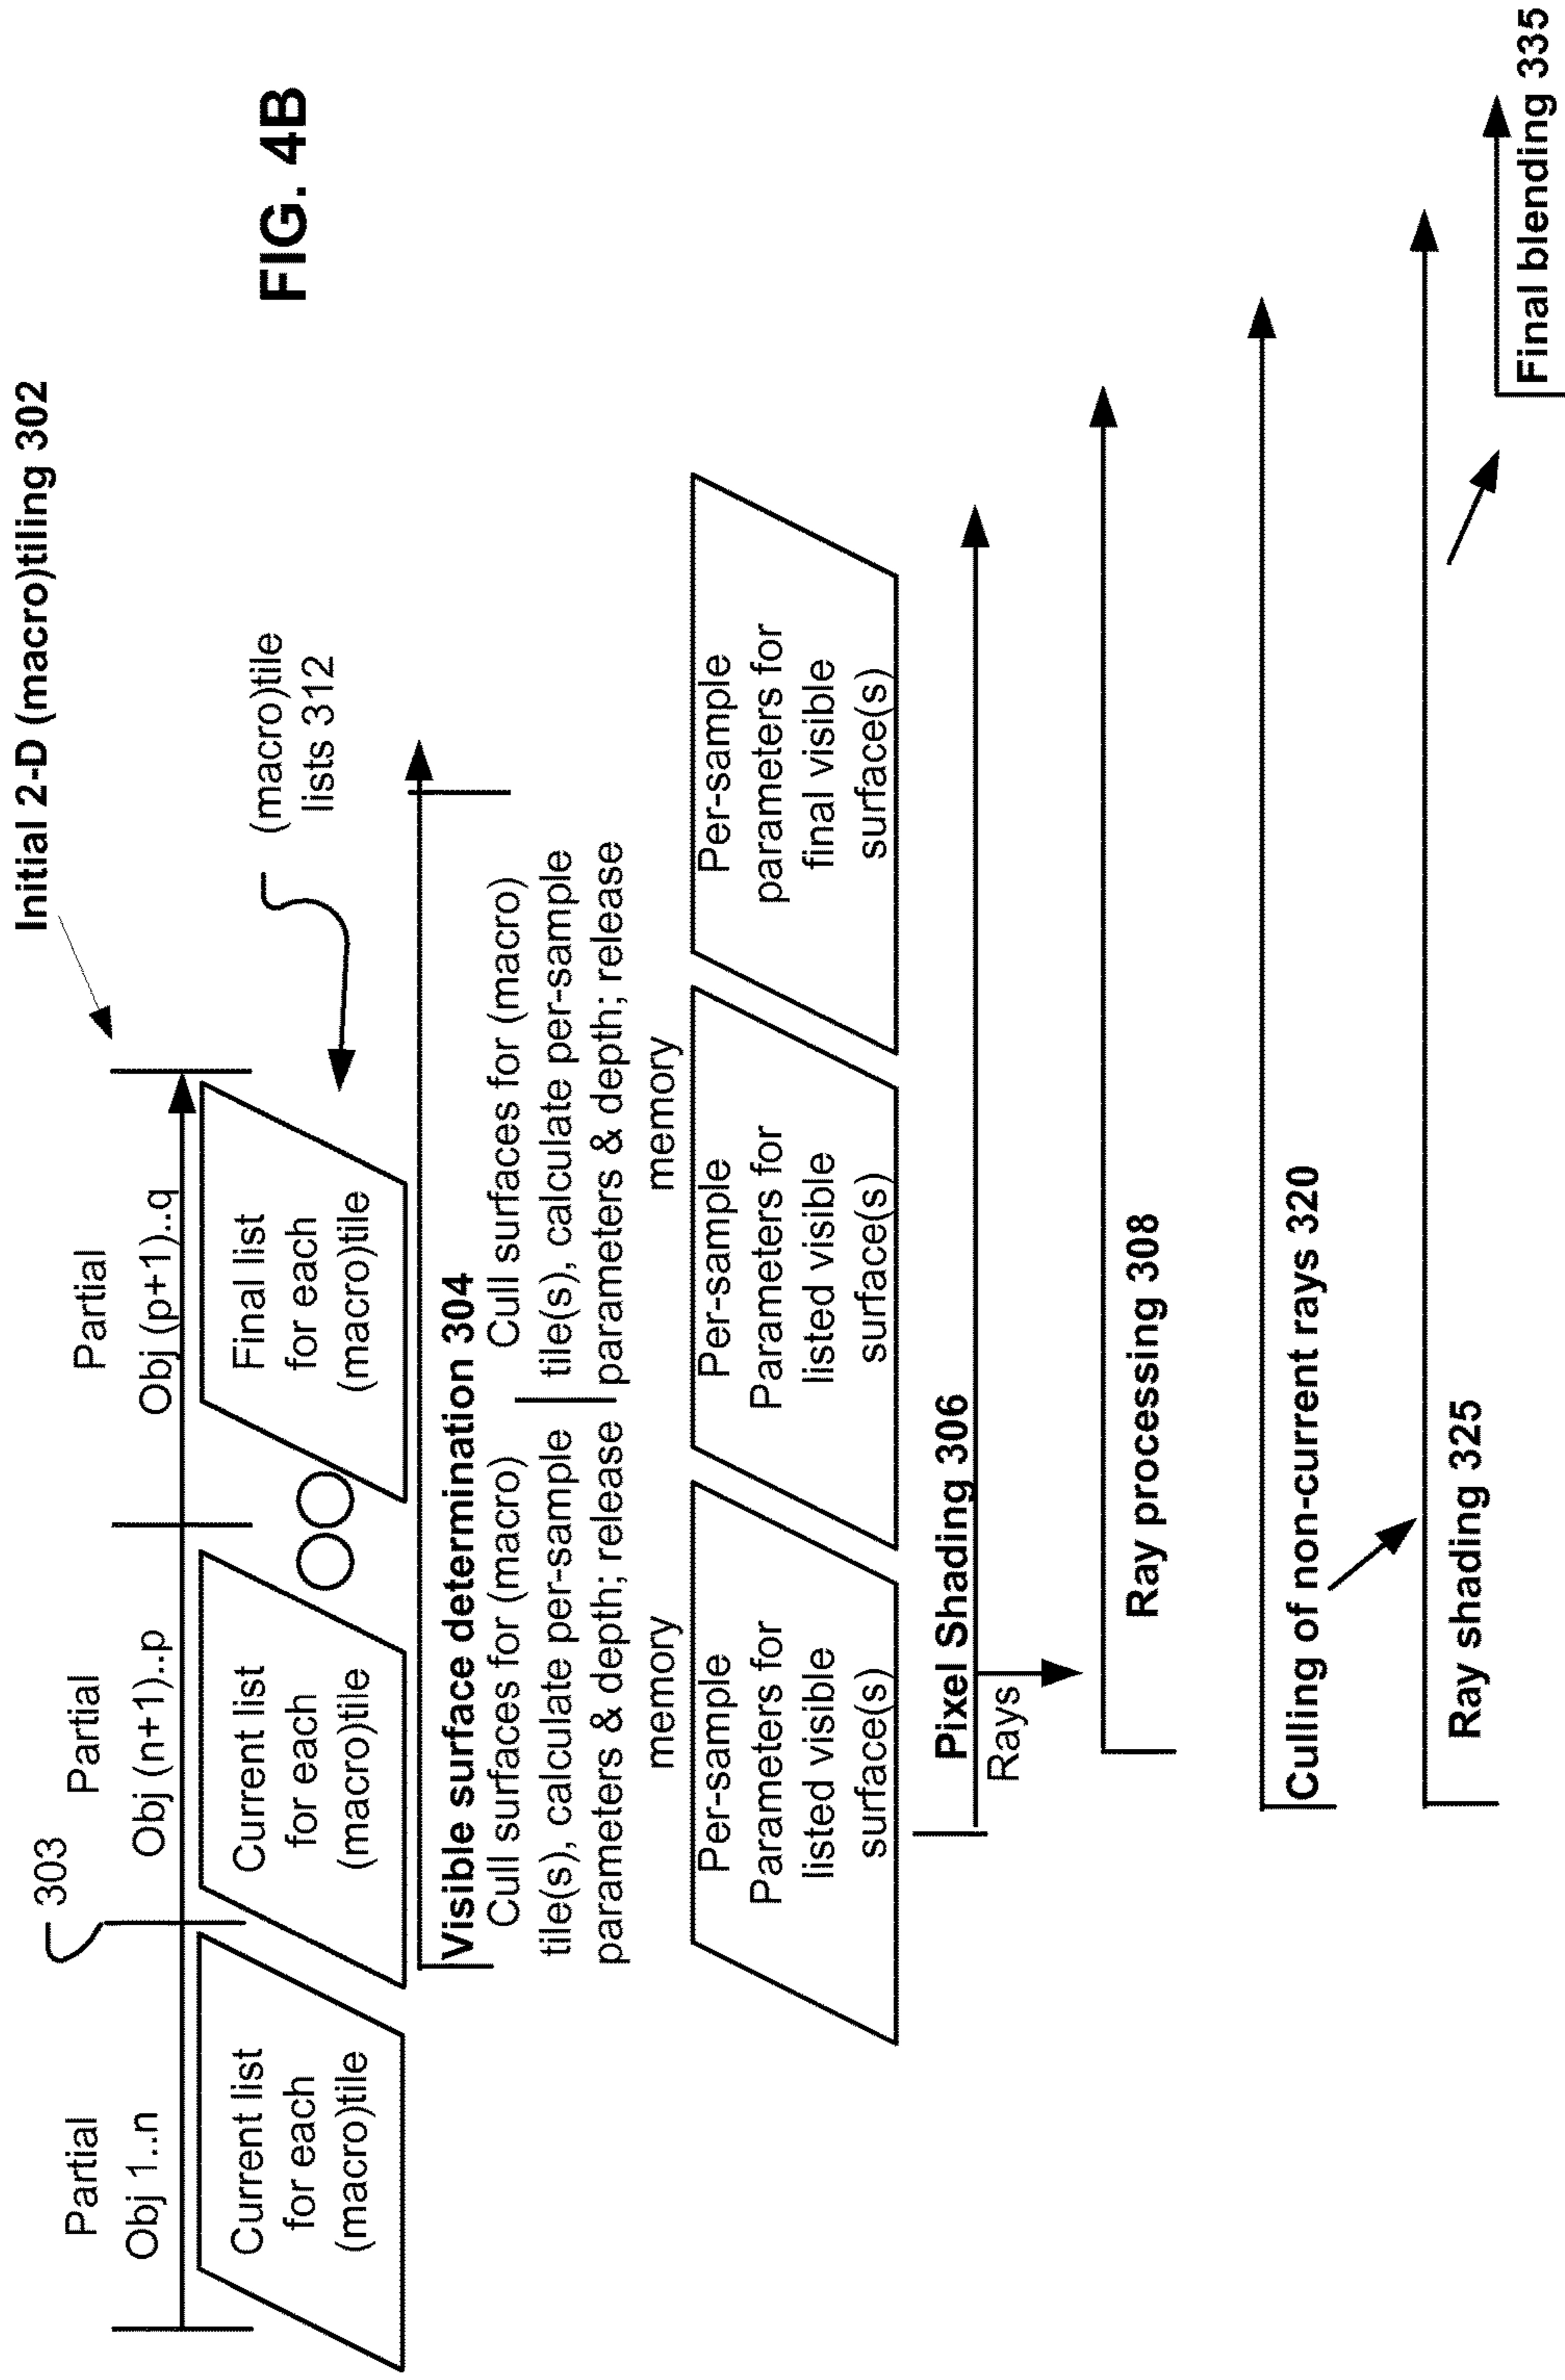 Initial 2-D (macro)tiling 302
303
Partial
Obj 1..n
Partial
Obj (n+1)..p
Partial
Obj (p+1)..q
FIG. 4B
Current list
for each
(macro)tile
Current list
for each
(macro)tile
Final list
for each
(macro)tile
(macro)tile
lists 312
Visible surface determination 304
Cull surfaces for (macro)
tile(s), calculate per-sample
parameters & depth; release
memory
Cull surfaces for (macro)
tile(s), calculate per-sample
parameters & depth; release
memory
Per-sample
Parameters for
listed visible
surface(s)
Per-sample
Parameters for
listed visible
surface(s)
Per-sample
parameters for
final visible
surface(s)
Pixel Shading 306
Rays
Ray processing 308
Culling of non-current rays 320
Ray shading 325
Final blending 335